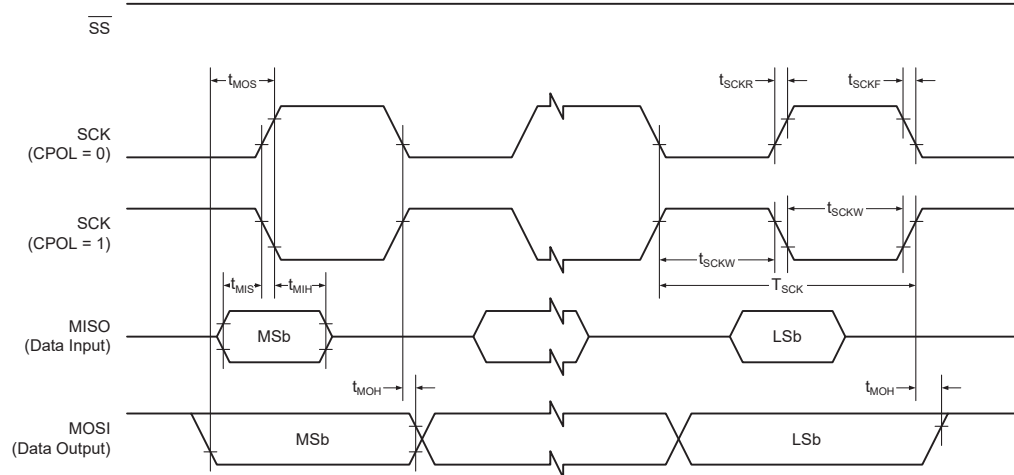 SS
tMOS
tSCKR
tSCKF
SCK
(CPOL = 0)
SCK
(CPOL = 1)
tSCKW
tSCKW
tMIS
tMIH
TSCK
MISO
(Data Input)
MSb
LSb
tMOH
tMOH
MOSI
(Data Output)
MSb
LSb